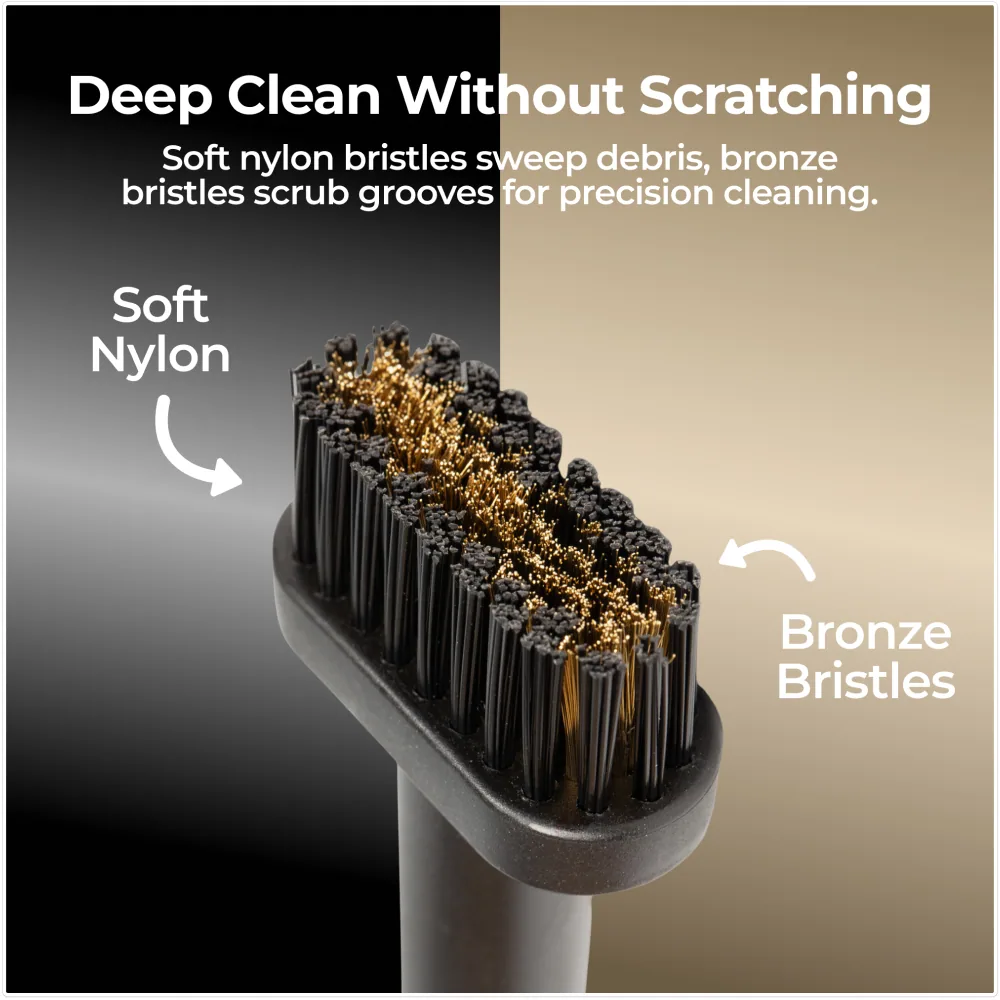 Deep Clean Without Scratching
Soft nylon bristles sweep debris, bronze
bristles scrub grooves for precision cleaning.
Soft
Nylon
Bronze
Bristles